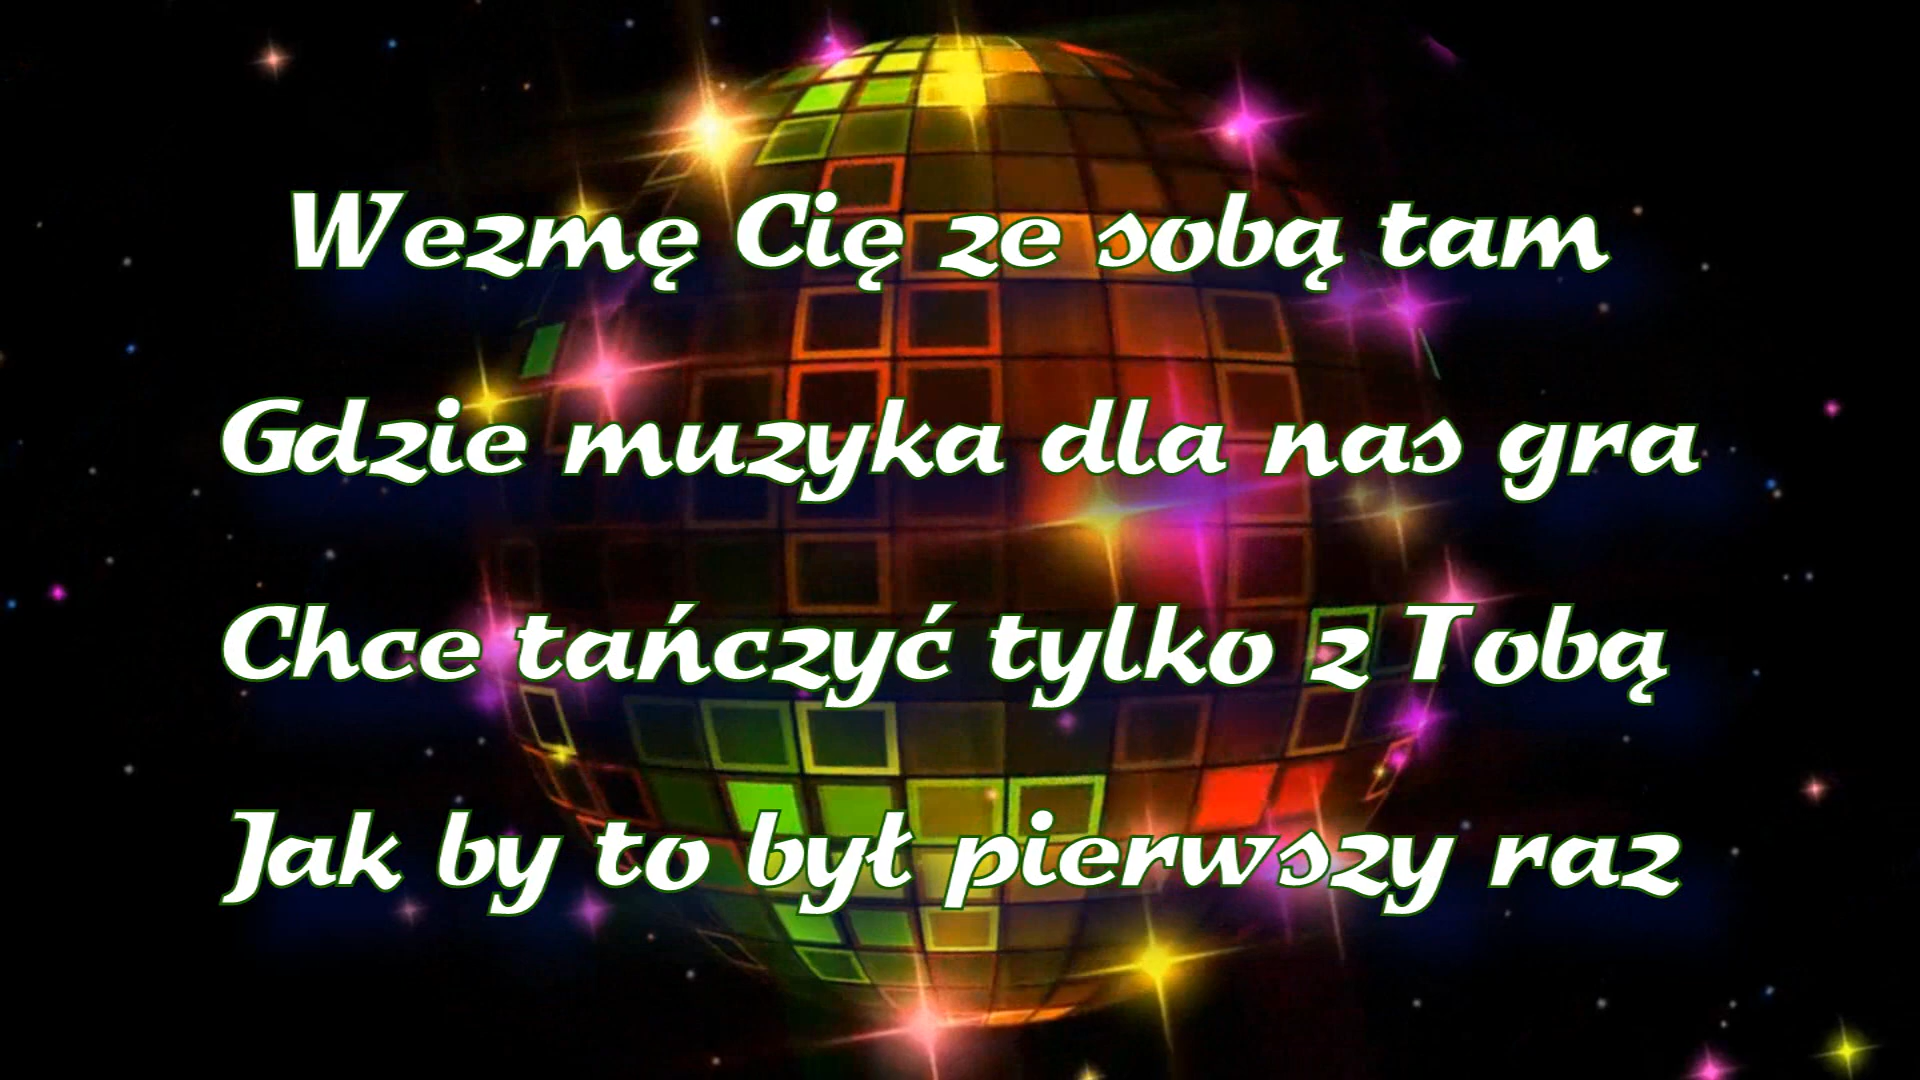 Wezmę Cię ze sobą tam
Gdzie muzyka dla nas gra
Chce tańczyć tylko z Tobą
Jak by to był pierwszy raz